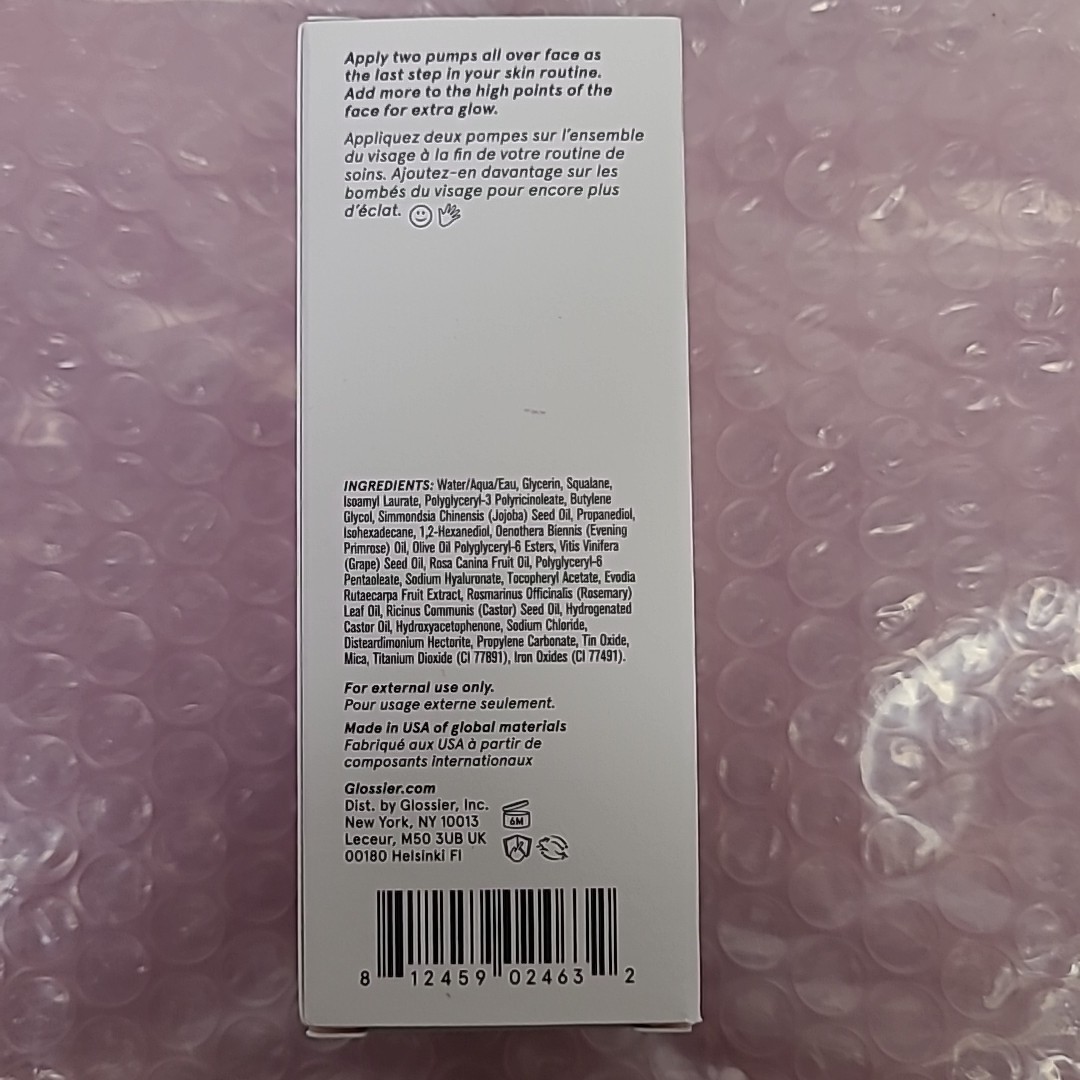 Apply two pumps all over face as
the last step in your skin routine.
Add more to the high points of the
face for extra glow.
Appliquez deux pompes sur l'ensemble
du visage à la fin de votre routine de
soins. Ajoutez-en davantage sur les
bombés du visage pour encore plus
d'éclat.
INGREDIENTS: Water/Aqua/Eau, Glycerin, Squalane,
Isoamyl Laurate, Polyglyceryl-3 Polyricinoleate, Butylene
Glycol, Simmondsia Chinensis (Jojoba) Seed Oil, Propanediol,
Isohexadecane, 1,2-Hexanediol, Oenothera Biennis (Evening
Primrose) Oil, Olive Oil Polyglyceryl-6 Esters, Vitis Vinifera
(Grape) Seed Oil, Rosa Canina Fruit Oil, Polyglyceryl-6
Pentaoleate, Sodium Hyaluronate, Tocopheryl Acetate, Evodia
Rutaecarpa Fruit Extract, Rosmarinus Officinalis (Rosemary)
Leaf Oil, Ricinus Communis (Castor) Seed Oil, Hydrogenated
Castor Oil, Hydroxyacetophenone, Sodium Chloride,
Disteardimonium Hectorite, Propylene Carbonate, Tin Oxide,
Mica, Titanium Dioxide (CI 77891), Iron Oxides (CI 77491).
For external use only.
Pour usage externe seulement.
Made in USA of global materials
Fabriqué aux USA à partir de
composants internationaux
Glossier.com
Dist. by Glossier, Inc.
New York, NY 10013
Leceur, M50 3UB UK
00180 Helsinki FI
6M
8 12459 02463 2